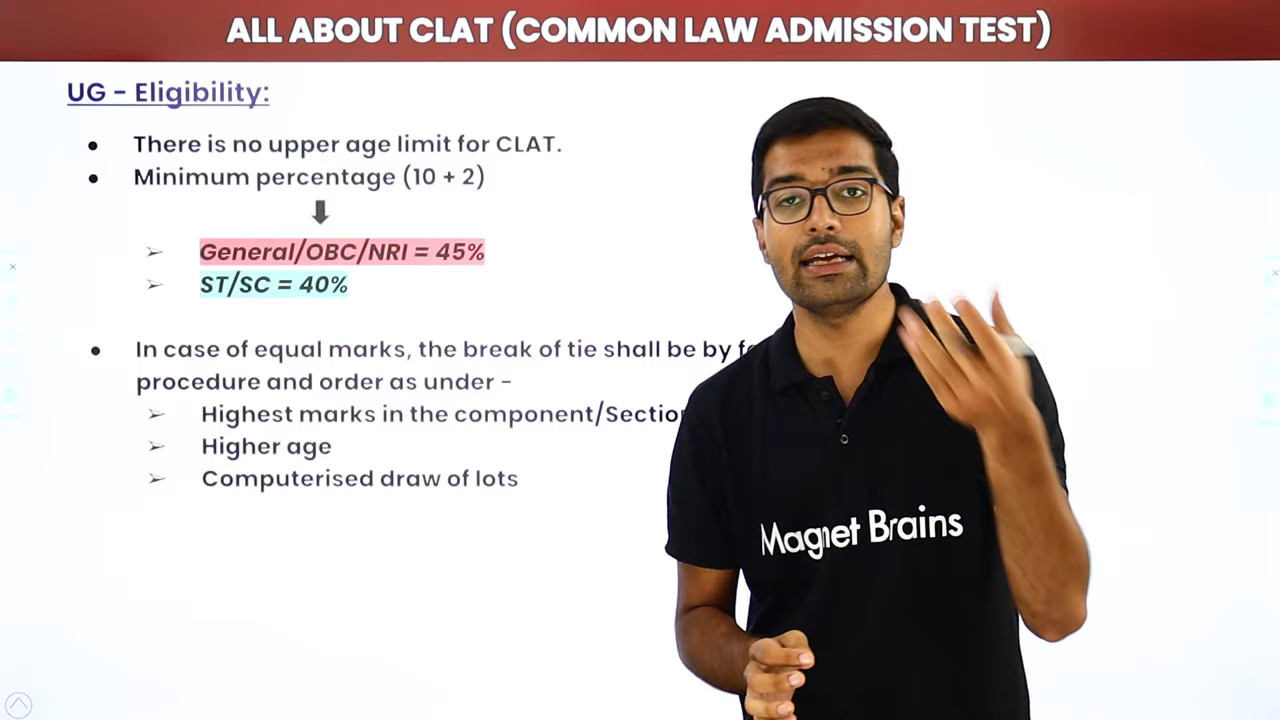 ALL ABOUT CLAT (COMMON LAW ADMISSION TEST)
UG - Eligibility:
● There is no upper age limit for CLAT.
● Minimum percentage (10 + 2)
➢ General/OBC/NRI = 45%
➢ ST/SC = 40%
● In case of equal marks, the break of tie shall be by
procedure and order as under -
➢ Highest marks in the
➢ Higher age
➢ Computerised draw of lots
Magnet Brains